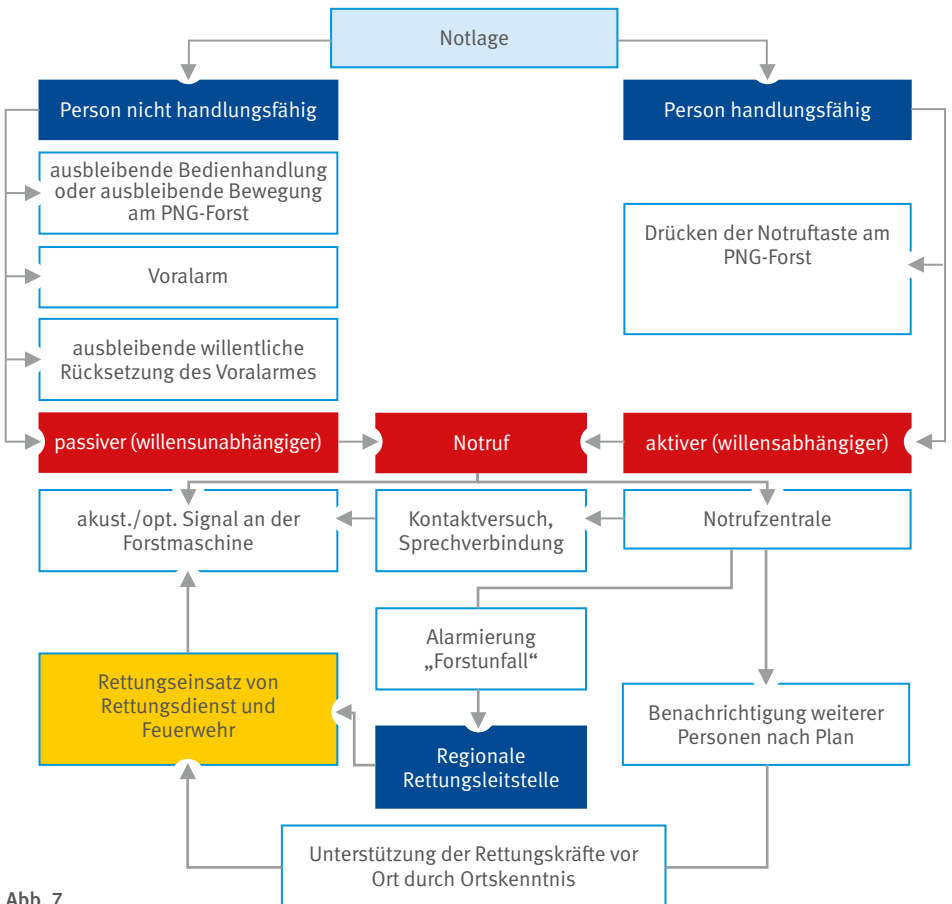 Notlage
Person nicht handlungsfähig
Person handlungsfähig
ausbleibende Bedienhandlung
oder ausbleibende Bewegung
am PNG-Forst
Drücken der Notruftaste am
PNG-Forst
Voralarm
ausbleibende willentliche
Rücksetzung des Voralarmes
passiver (willensunabhängiger)
Notruf
aktiver (willensabhängiger)
akust./opt. Signal an der
Forstmaschine
Kontaktversuch,
Sprechverbindung
Notrufzentrale
Alarmierung
„Forstunfall“
Rettungseinsatz von
Rettungsdienst und
Feuerwehr
Benachrichtigung weiterer
Personen nach Plan
Regionale
Rettungsleitstelle
Unterstützung der Rettungskräfte vor
Ort durch Ortskenntnis
Abb. 7